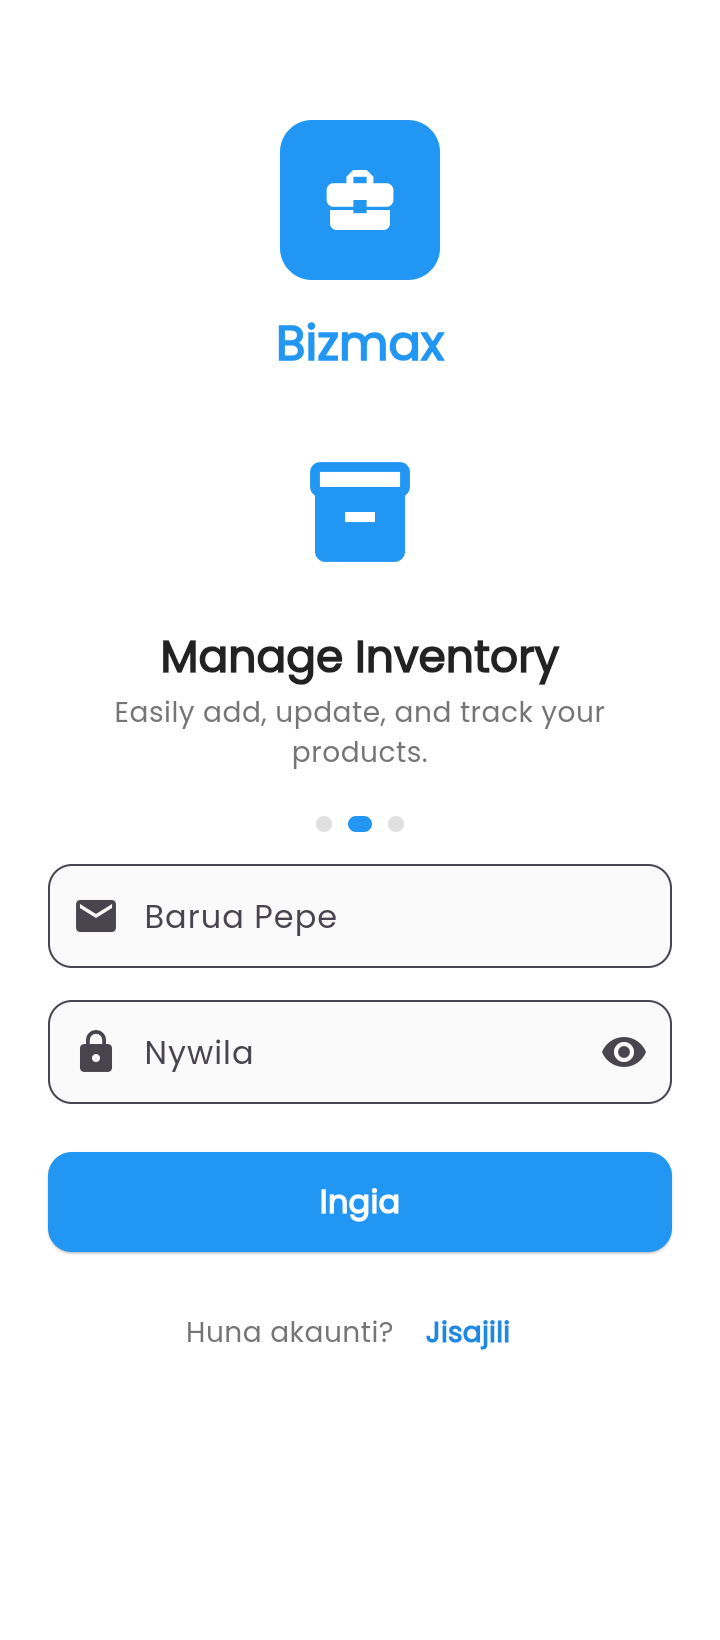 Bizmax
Manage Inventory
Easily add, update, and track your
products.
Barua Pepe
Nywila
Ingia
Huna akaunti? Jisajili